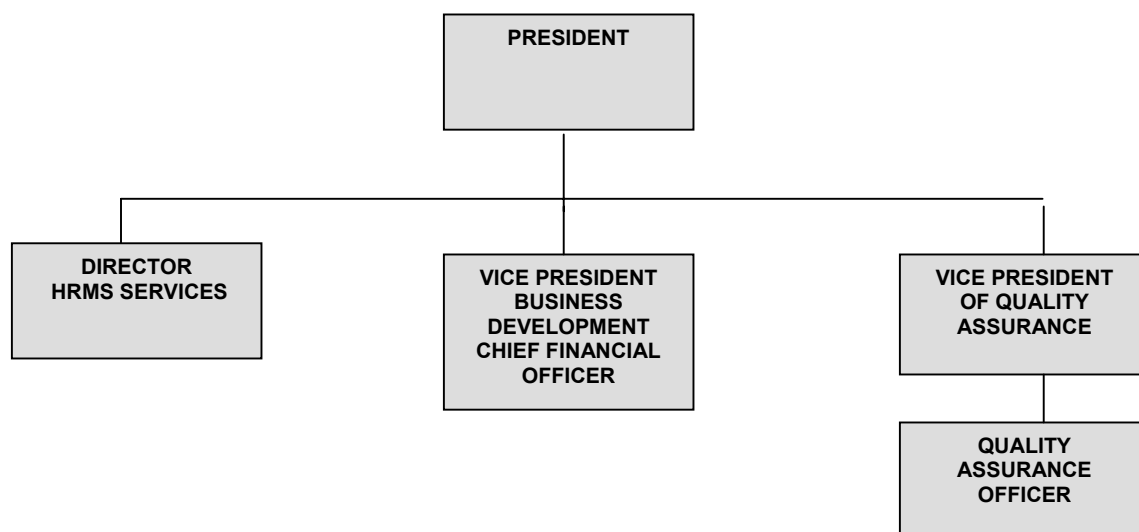 PRESIDENT
DIRECTOR
HRMS SERVICES
VICE PRESIDENT
BUSINESS
DEVELOPMENT
CHIEF FINANCIAL
OFFICER
VICE PRESIDENT
OF QUALITY
ASSURANCE
QUALITY
ASSURANCE
OFFICER